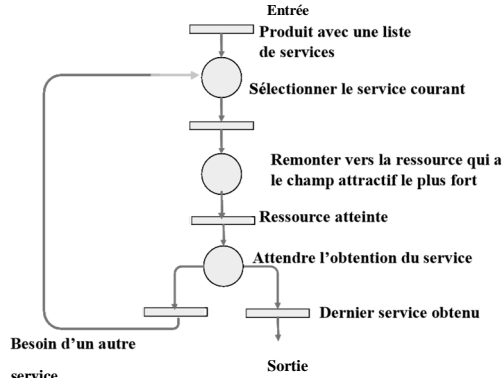 Entrée
Produit avec une liste
de services
Sélectionner le service courant
Remonter vers la ressource qui a
le champ attractif le plus fort
Ressource atteinte
Attendre l'obtention du service
Dernier service obtenu
Besoin d'un autre
service
Sortie